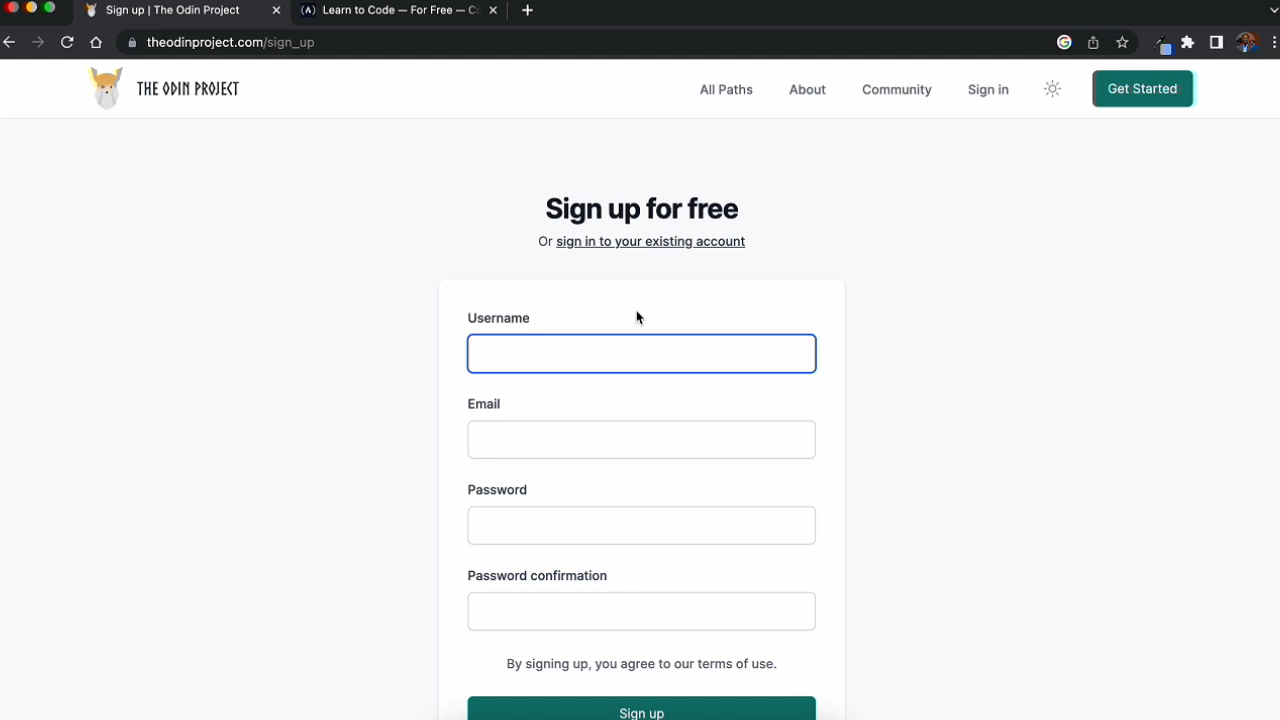 Sign up | The Odin Project
Learn to Code — For Free — C
theodinproject.com/sign_up
THE ODIN PROJECT
All Paths
About
Community
Sign in
Get Started
Sign up for free
Or sign in to your existing account
Username
Email
Password
Password confirmation
By signing up, you agree to our terms of use.
Sign up